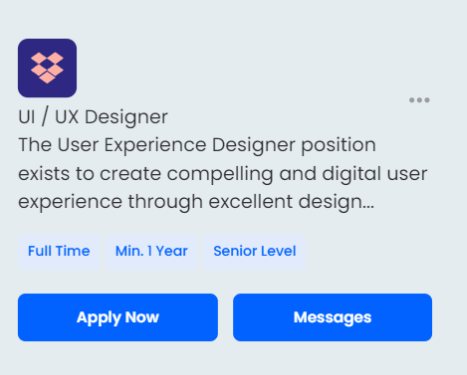 UI / UX Designer
The User Experience Designer position
exists to create compelling and digital user
experience through excellent design...
Full Time Min. 1 Year Senior Level
Apply Now Messages